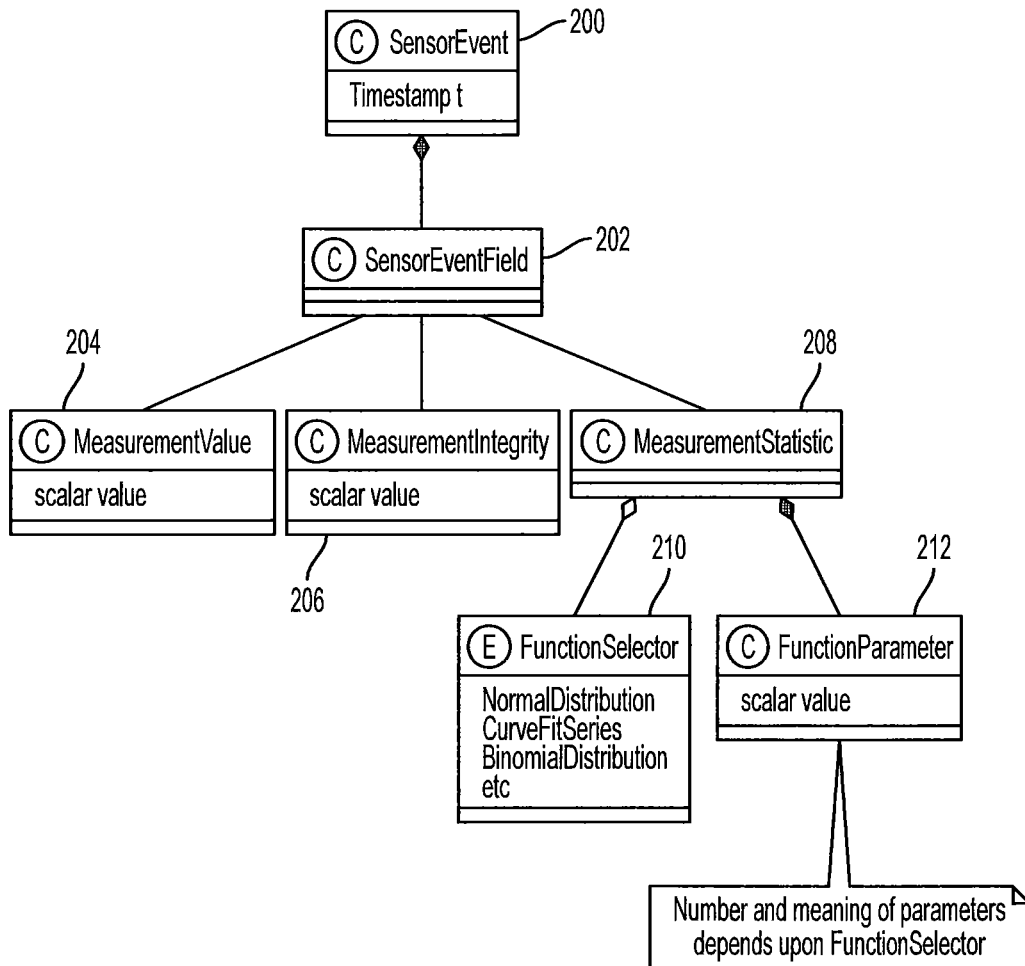 200
C SensorEvent
Timestamp t
202
C SensorEventField
204
208
C MeasurementValue
scalar value
C MeasurementIntegrity
scalar value
C MeasurementStatistic
206
210
212
E FunctionSelector
NormalDistribution
CurveFitSeries
BinomialDistribution
etc
C FunctionParameter
scalar value
Number and meaning of parameters
depends upon FunctionSelector